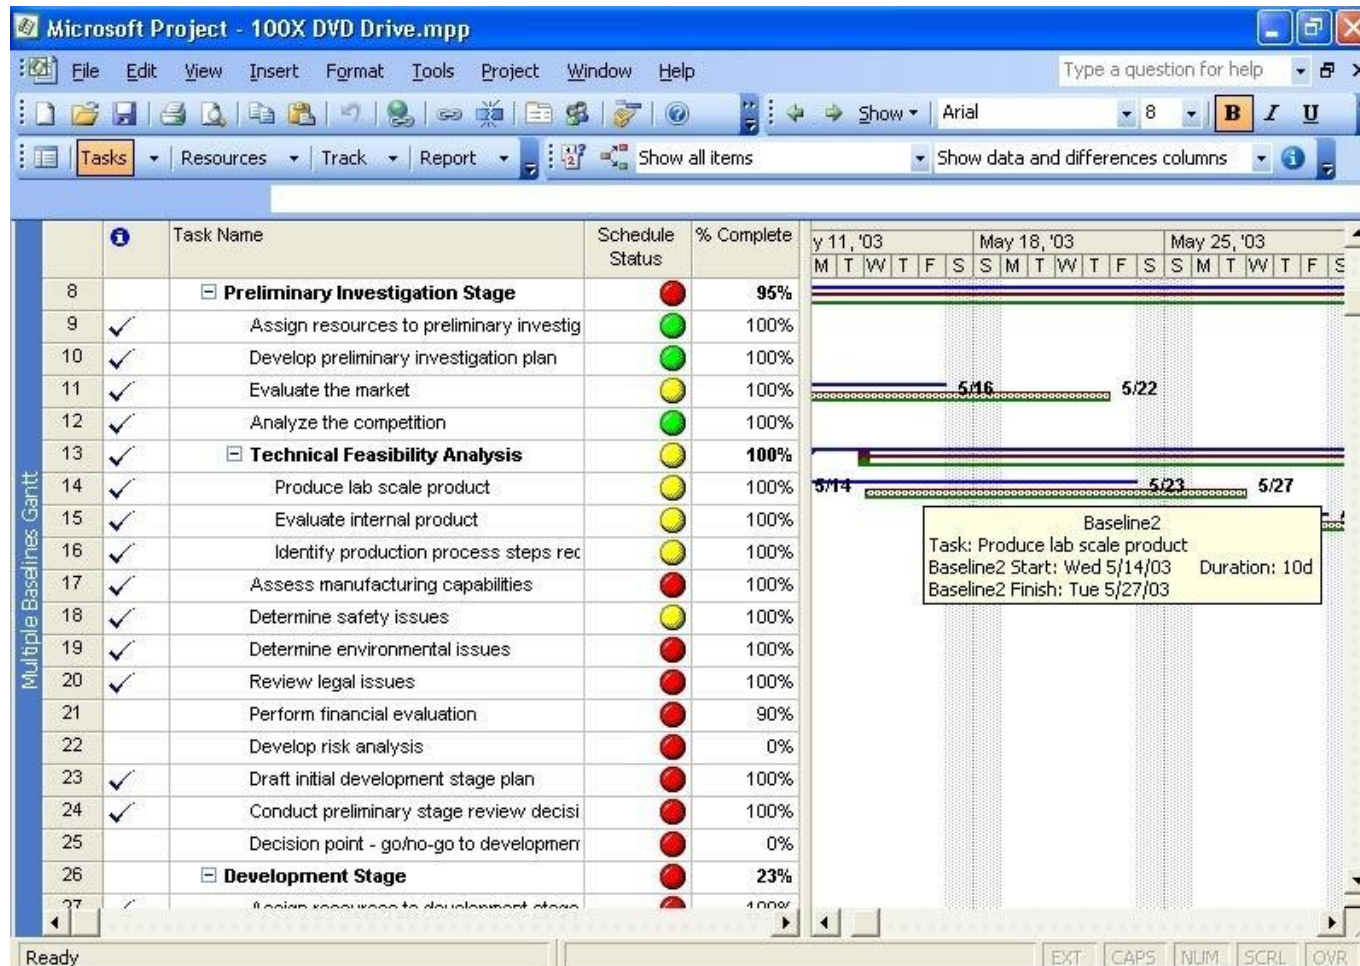 Microsoft Project - 100X DVD Drive.mpp
File Edit View Insert Format Tools Project Window Help Type a question for help
Show Arial 8 B I U
Tasks Resources Track Report Show all items Show data and differences columns
Task Name Schedule Status % Complete y 11, '03 May 18, '03 May 25, '03
M T W T F S S M T W T F S S M T W T F S
8 Preliminary Investigation Stage 95%
9 Assign resources to preliminary investig 100%
10 Develop preliminary investigation plan 100%
11 Evaluate the market 100% 5/16 5/22
12 Analyze the competition 100%
13 Technical Feasibility Analysis 100%
14 Produce lab scale product 100% 5/14 5/23 5/27
15 Evaluate internal product 100%
16 Identify production process steps rec 100%
17 Assess manufacturing capabilities 100%
18 Determine safety issues 100%
19 Determine environmental issues 100%
20 Review legal issues 100%
21 Perform financial evaluation 90%
22 Develop risk analysis 0%
23 Draft initial development stage plan 100%
24 Conduct preliminary stage review decisi 100%
25 Decision point - go/no-go to developmen 0%
26 Development Stage 23%
27 Assign resources to development stage 100%
Baseline2
Task: Produce lab scale product
Baseline2 Start: Wed 5/14/03 Duration: 10d
Baseline2 Finish: Tue 5/27/03
Multiple Baselines Gantt
Ready EXT CAPS NUM SCRL OVR